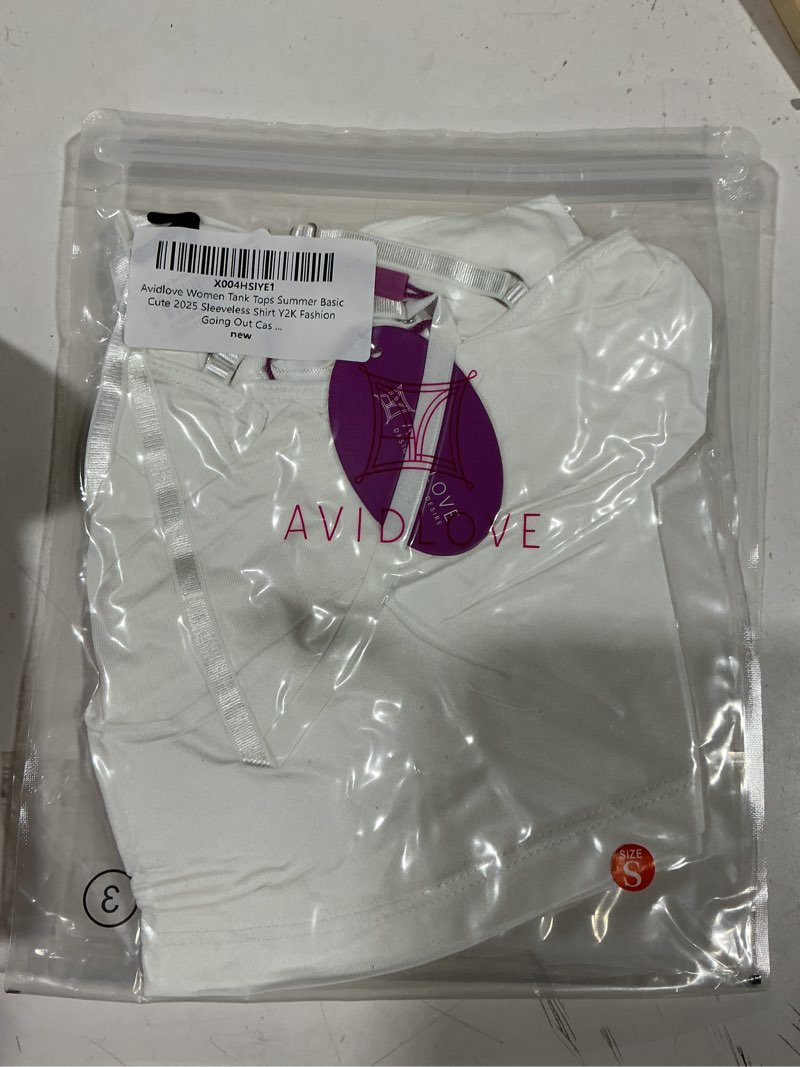 X004HSIYE1
Avidlove Women Tank Tops Summer Basic
Cute 2025 Sleeveless Shirt Y2K Fashion
Going Out Cas ...
new
AVIDLOVE
SIZE
S
3